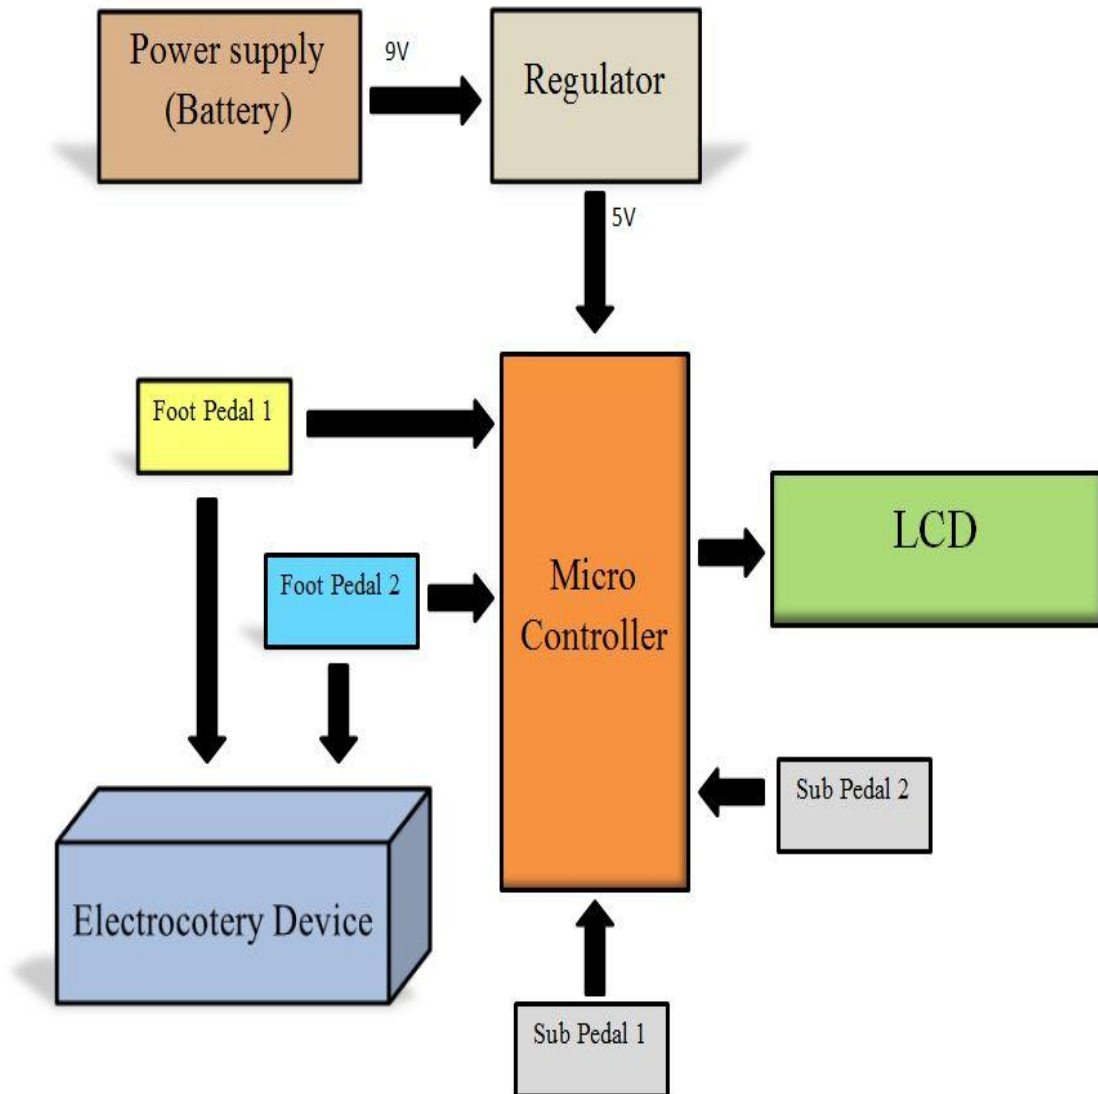 Power supply
(Battery)
9V
Regulator
5V
Foot Pedal 1
Foot Pedal 2
Micro
Controller
LCD
Sub Pedal 2
Electrocotery Device
Sub Pedal 1